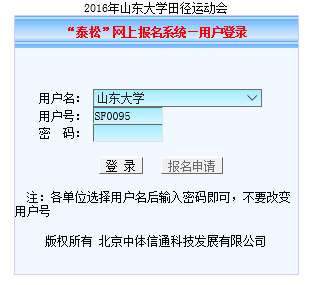 2016年山东大学田径运动会
“泰松”网上报名系统—用户登录
用户名： 山东大学
用户号： SF0095
密　码：
登 录 报名申请
注：各单位选择用户名后输入密码即可，不要改变
用户号
版权所有 北京中体信通科技发展有限公司